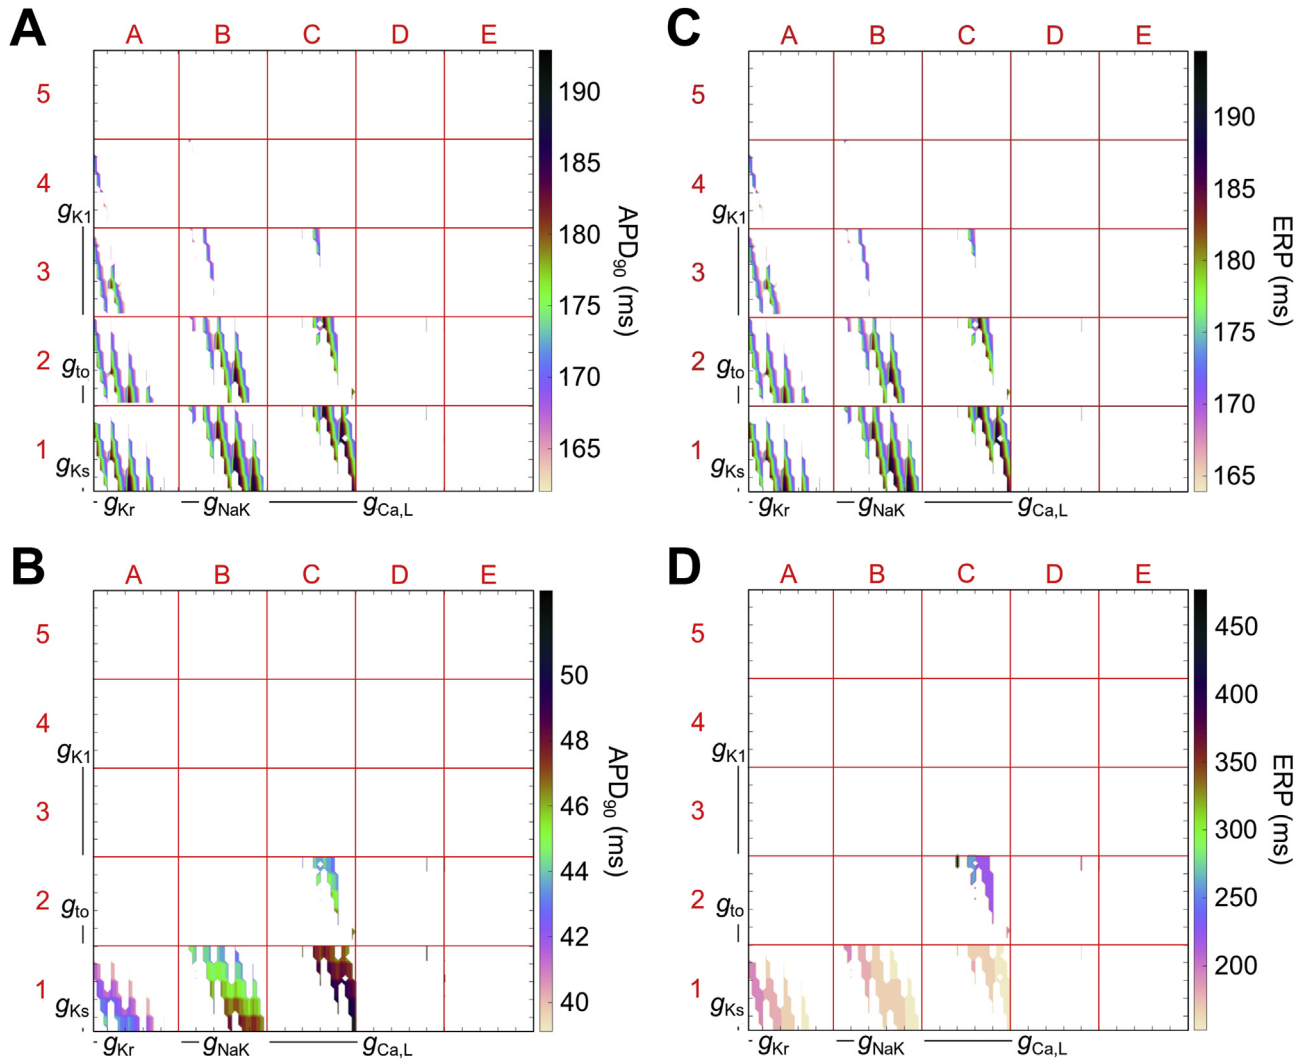 A
A B C D E
5
4
3
2
1
gK1
gto
gKs
gKr gNaK gCa,L
190
185
180
175
170
165
APD90 (ms)
C
A B C D E
5
4
3
2
1
gK1
gto
gKs
gKr gNaK gCa,L
190
185
180
175
170
165
ERP (ms)
B
A B C D E
5
4
3
2
1
gK1
gto
gKs
gKr gNaK gCa,L
50
48
46
44
42
40
APD90 (ms)
D
A B C D E
5
4
3
2
1
gK1
gto
gKs
gKr gNaK gCa,L
450
400
350
300
250
200
ERP (ms)